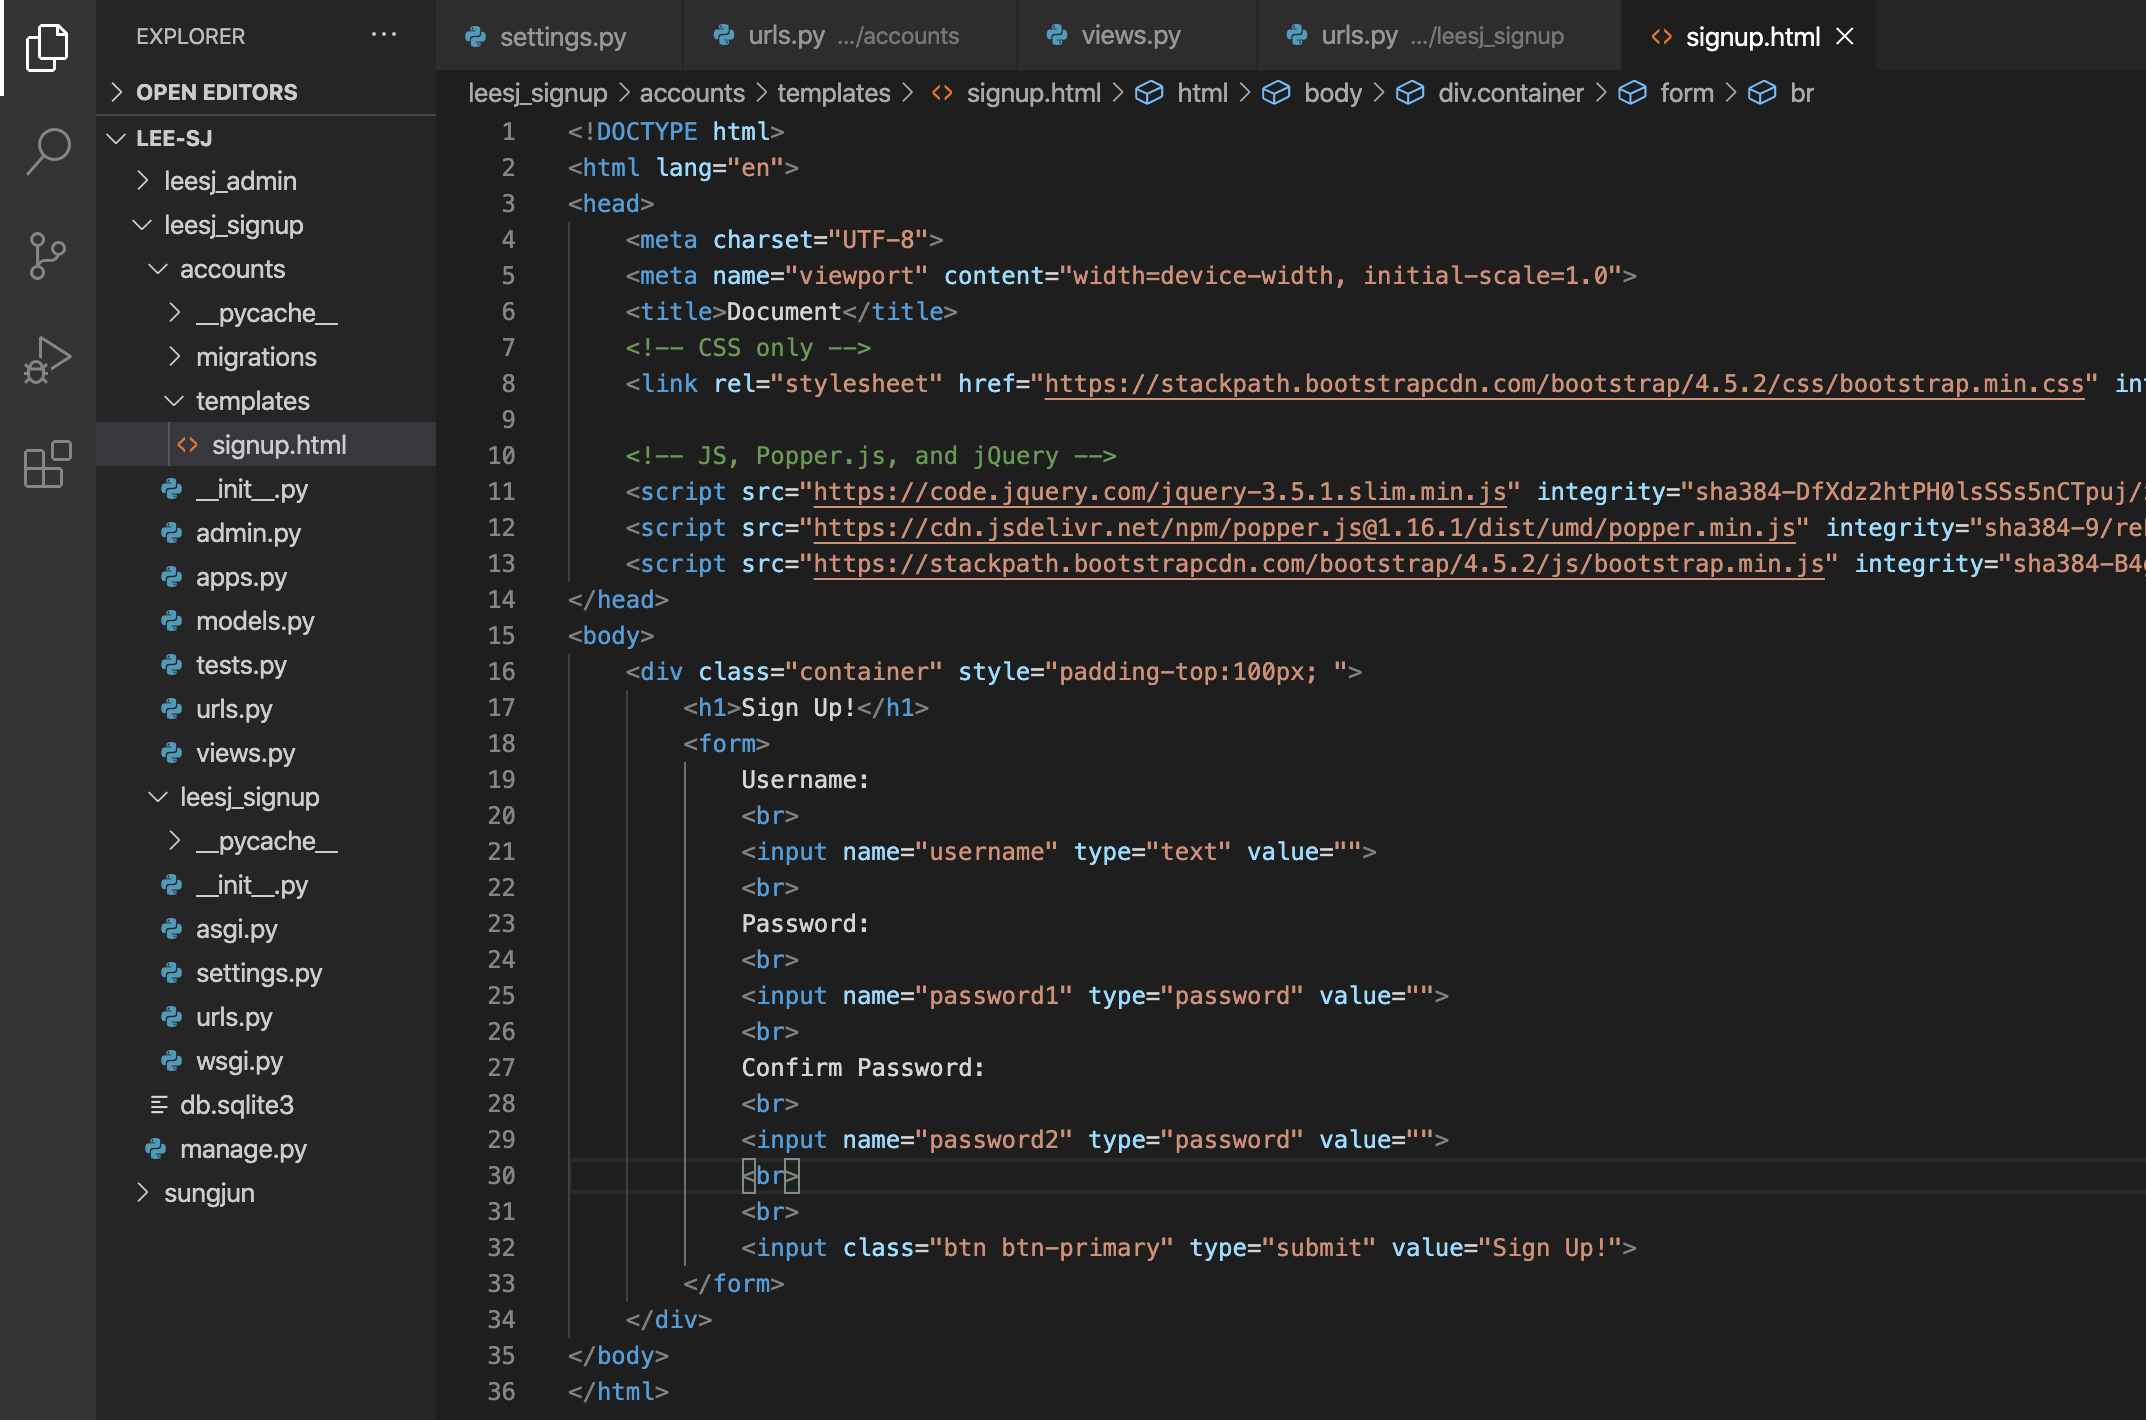 EXPLORER
OPEN EDITORS
LEE-SJ
leesj_admin
leesj_signup
accounts
__pycache__
migrations
templates
signup.html
__init__.py
admin.py
apps.py
models.py
tests.py
urls.py
views.py
leesj_signup
__pycache__
__init__.py
asgi.py
settings.py
urls.py
wsgi.py
db.sqlite3
manage.py
sungjun
settings.py urls.py .../accounts views.py urls.py .../leesj_signup signup.html
leesj_signup > accounts > templates > signup.html > html > body > div.container > form > br
1 <!DOCTYPE html>
2 <html lang="en">
3 <head>
4 <meta charset="UTF-8">
5 <meta name="viewport" content="width=device-width, initial-scale=1.0">
6 <title>Document</title>
7 <!-- CSS only -->
8 <link rel="stylesheet" href="https://stackpath.bootstrapcdn.com/bootstrap/4.5.2/css/bootstrap.min.css"
9
10 <!-- JS, Popper.js, and jQuery -->
11 <script src="https://code.jquery.com/jquery-3.5.1.slim.min.js" integrity="sha384-DfXdz2htPH0lsSSs5nCTpuj/
12 <script src="https://cdn.jsdelivr.net/npm/popper.js@1.16.1/dist/umd/popper.min.js" integrity="sha384-9/re
13 <script src="https://stackpath.bootstrapcdn.com/bootstrap/4.5.2/js/bootstrap.min.js" integrity="sha384-B4
14 </head>
15 <body>
16 <div class="container" style="padding-top:100px; ">
17 <h1>Sign Up!</h1>
18 <form>
19 Username:
20 <br>
21 <input name="username" type="text" value="">
22 <br>
23 Password:
24 <br>
25 <input name="password1" type="password" value="">
26 <br>
27 Confirm Password:
28 <br>
29 <input name="password2" type="password" value="">
30 <br>
31 <br>
32 <input class="btn btn-primary" type="submit" value="Sign Up!">
33 </form>
34 </div>
35 </body>
36 </html>